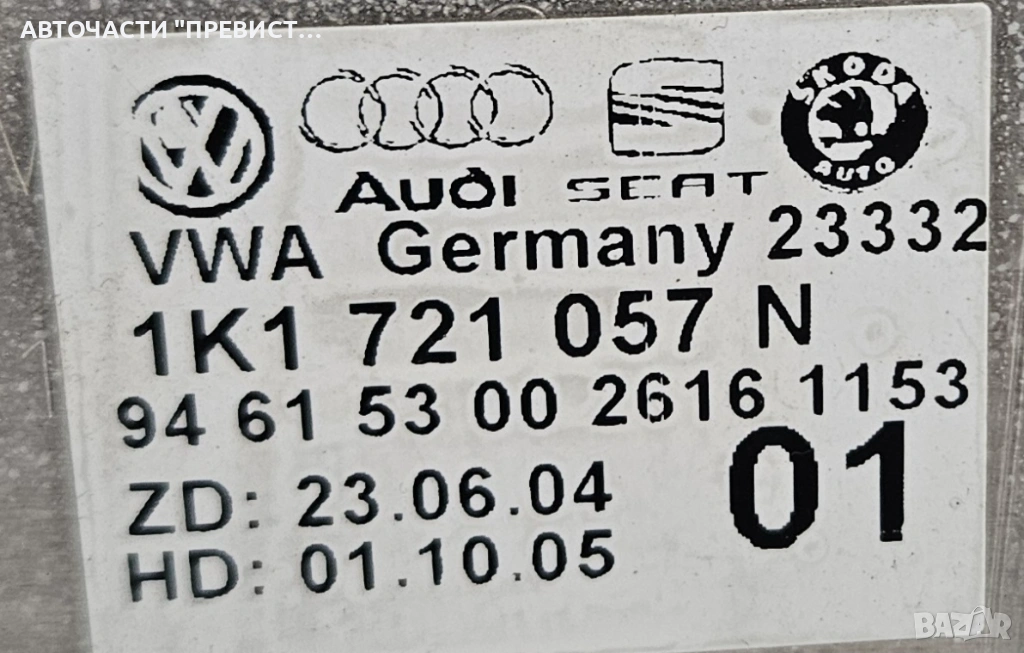 АВТОЧАСТИ "ПРЕВИСТ...
AUDI SEAT SKODA AUTO
VWA Germany 23332
1K1 721 057 N
94 61 53 00 2616 1153
01
ZD: 23.06.04
HD: 01.10.05
BAZAR